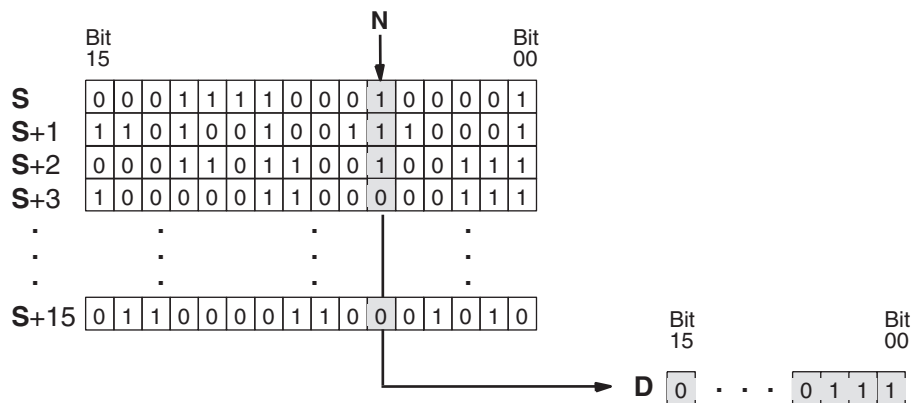 N
Bit 15
Bit 00
S 0 0 0 1 1 1 1 0 0 0 1 0 0 0 0 1
S+1 1 1 0 1 0 0 1 0 0 1 1 1 0 0 0 1
S+2 0 0 0 1 1 0 1 1 0 0 1 0 0 1 1 1
S+3 1 0 0 0 0 0 1 1 0 0 0 0 0 1 1 1
S+15 0 1 1 0 0 0 0 1 1 0 0 0 1 0 1 0
Bit 15
Bit 00
D 0 . . . 0 1 1 1